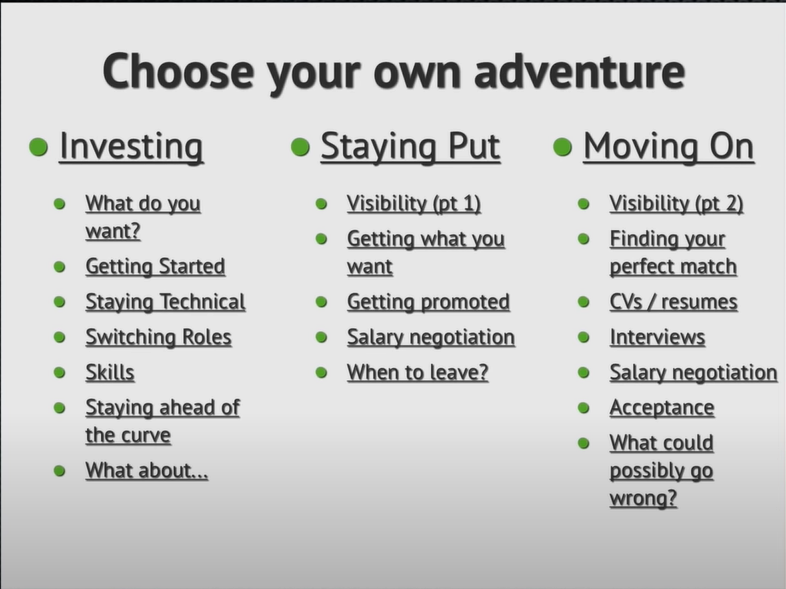 Choose your own adventure
Investing
What do you
want?
Getting Started
Staying Technical
Switching Roles
Skills
Staying ahead of
the curve
What about...
Staying Put
Visibility (pt 1)
Getting what you
want
Getting promoted
Salary negotiation
When to leave?
Moving On
Visibility (pt 2)
Finding your
perfect match
CVs / resumes
Interviews
Salary negotiation
Acceptance
What could
possibly go
wrong?